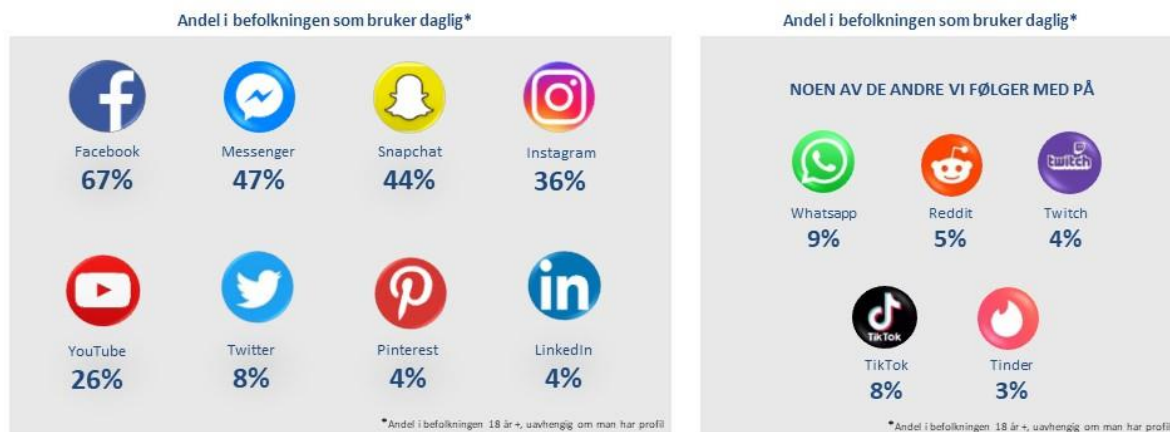 Andel i befolkningen som bruker daglig*
Facebook
67%
Messenger
47%
Snapchat
44%
Instagram
36%
YouTube
26%
Twitter
8%
Pinterest
4%
in
LinkedIn
4%
*Andel i befolkningen 18 år +, uavhengig om man har profil
Andel i befolkningen som bruker daglig*
NOEN AV DE ANDRE VI FØLGER MED PÅ
Whatsapp
9%
Reddit
5%
twitch
Twitch
4%
TikTok
TikTok
8%
Tinder
3%
*Andel i befolkningen 18 år +, uavhengig om man har profil